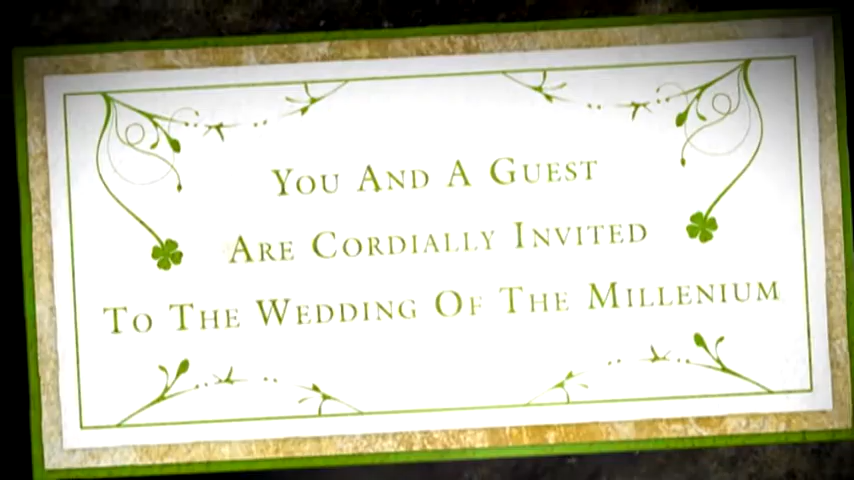 You And A Guest
Are Cordially Invited
To The Wedding Of The Millenium